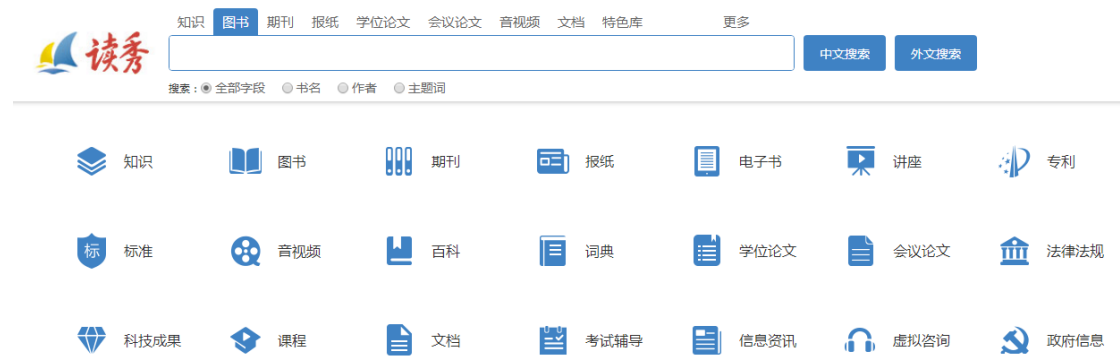 知识 图书 期刊 报纸 学位论文 会议论文 音视频 文档 特色库 更多
读秀
中文搜索 外文搜索
搜索：全部字段 书名 作者 主题词
知识 图书 期刊 报纸 电子书 讲座 专利
标 标准 音视频 百科 词典 学位论文 会议论文 法律法规
科技成果 课程 文档 考试辅导 信息资讯 虚拟咨询 政府信息